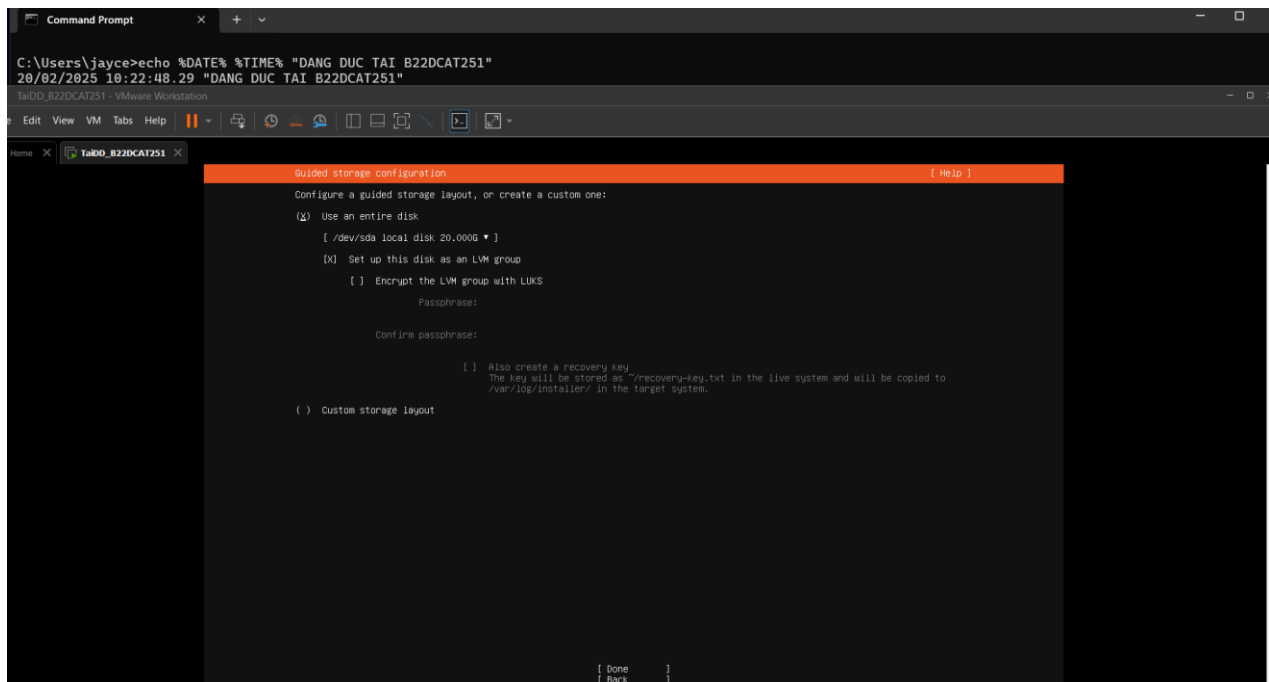 Command Prompt
C:\Users\jayce>echo %DATE% %TIME% "DANG DUC TAI B22DCAT251"
20/02/2025 10:22:48.29 "DANG DUC TAI B22DCAT251"
TaiDD_B22DCAT251 - VMware Workstation
e Edit View VM Tabs Help
Home TaiDD_B22DCAT251
Guided storage configuration [ Help ]
Configure a guided storage layout, or create a custom one:
(X) Use an entire disk
[ /dev/sda local disk 20.000G ▾ ]
[X] Set up this disk as an LVM group
[ ] Encrypt the LVM group with LUKS
Passphrase:
Confirm passphrase:
[ ] Also create a recovery key
The key will be stored as ~/recovery-key.txt in the live system and will be copied to
/var/log/installer/ in the target system.
( ) Custom storage layout
[ Done ]
[ Back ]